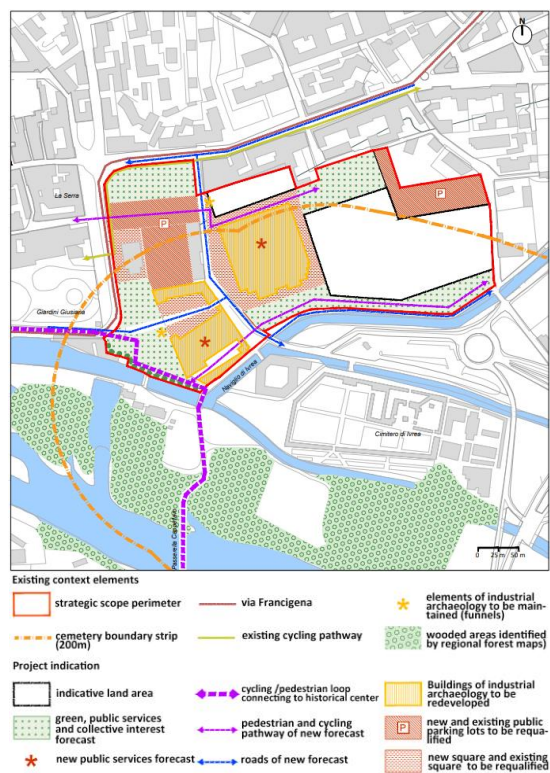 N
La Serra
P
P
Giardini Giusiana
Naviglio di Ivrea
Cimitero di Ivrea
0 25 m 50 m
Existing context elements
strategic scope perimeter
via Francigena
elements of industrial
archaeology to be main-
tained (funnels)
cemetery boundary strip
(200m)
existing cycling pathway
wooded areas identified
by regional forest maps)
Project indication
indicative land area
cycling /pedestrian loop
connecting to historical center
Buildings of industrial
archaeology to be
redeveloped
green, public services
and collective interest
forecast
pedestrian and cycling
pathway of new forecast
P
new and existing public
parking lots to be requa-
lified
new public services forecast
roads of new forecast
new square and existing
square to be requalified